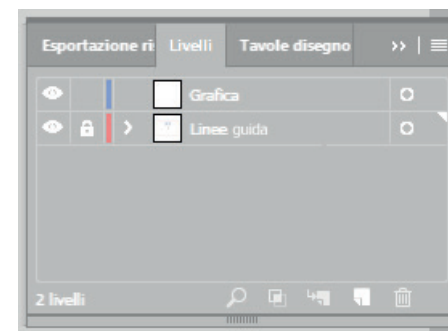 Esportazione ri Livelli Tavole disegno
Grafica
Linee guida
2 livelli